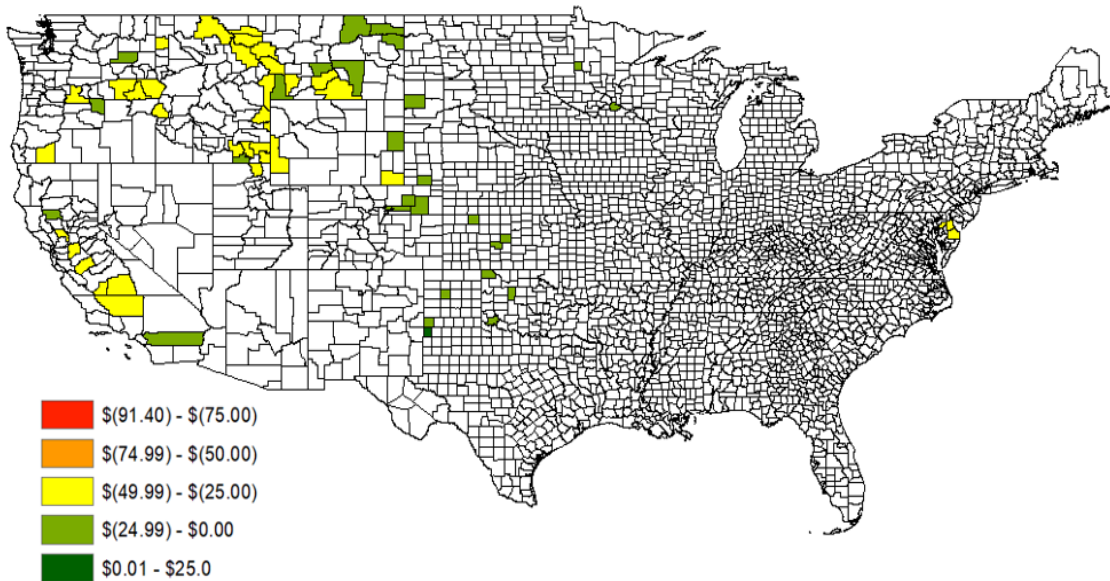 $(91.40) - $(75.00)
$(74.99) - $(50.00)
$(49.99) - $(25.00)
$(24.99) - $0.00
$0.01 - $25.0